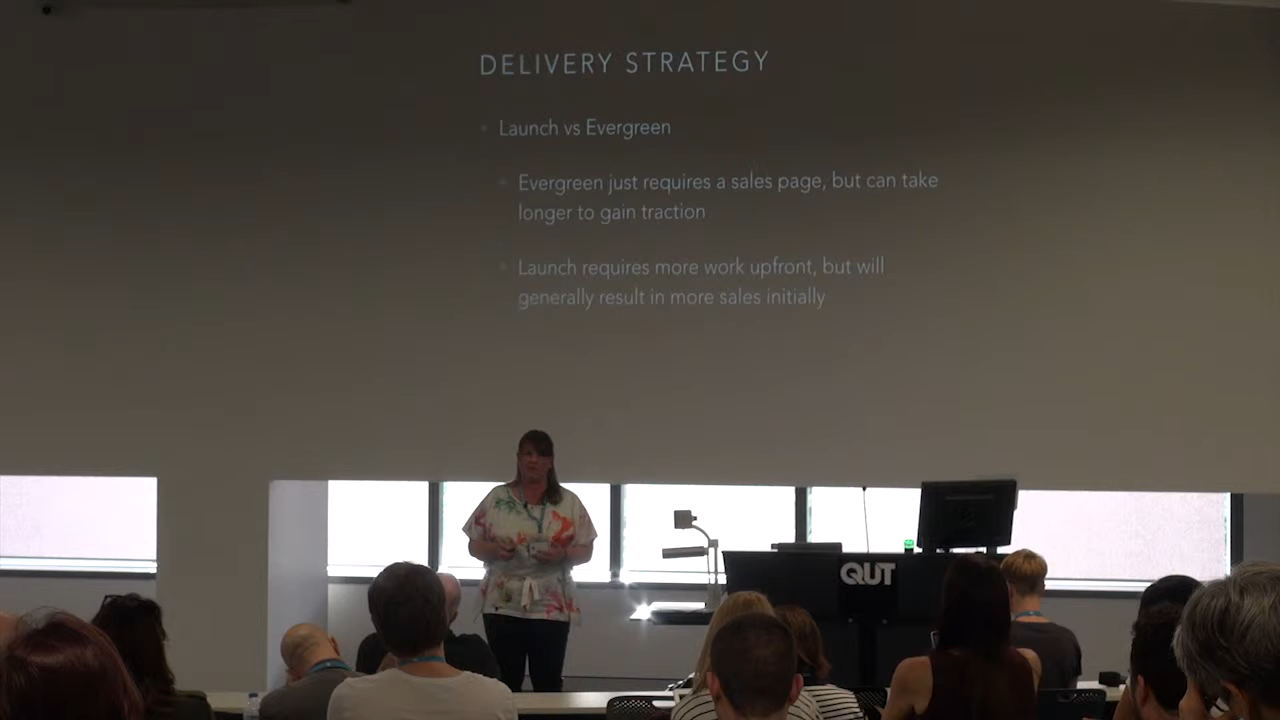 DELIVERY STRATEGY
Launch vs Evergreen
Evergreen just requires a sales page, but can take
longer to gain traction
Launch requires more work upfront, but will
generally result in more sales initially
QUT